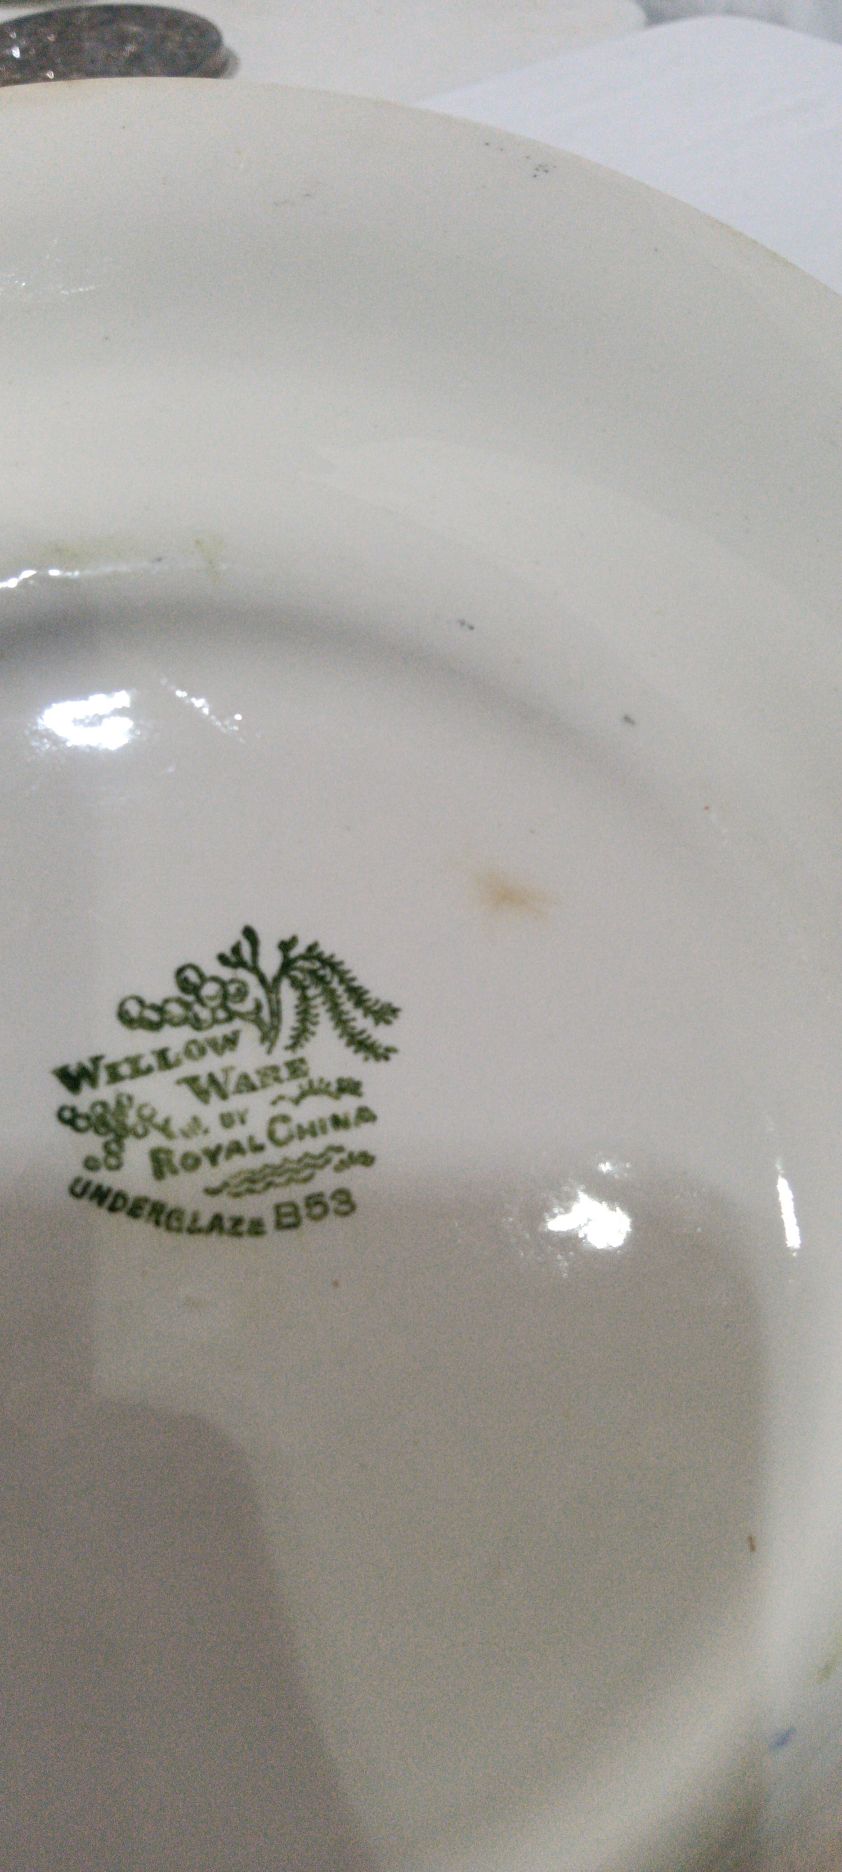 WILLOW
WARE
BY
ROYAL CHINA
UNDERGLAZE B53